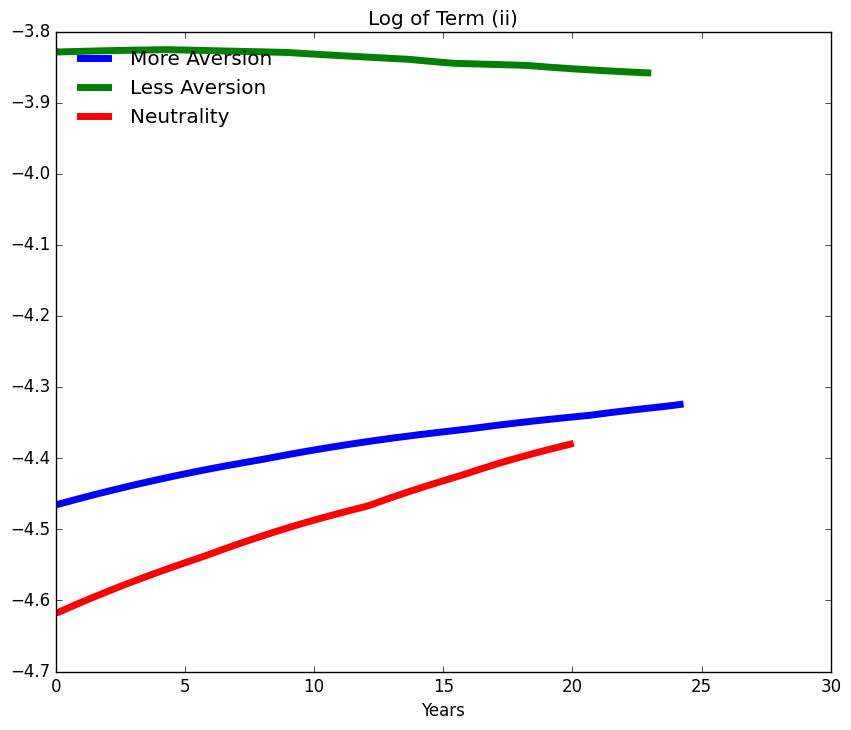 Log of Term (ii)
−3.8
−3.9
−4.0
−4.1
−4.2
−4.3
−4.4
−4.5
−4.6
−4.7
More Aversion
Less Aversion
Neutrality
0 5 10 15 20 25 30
Years